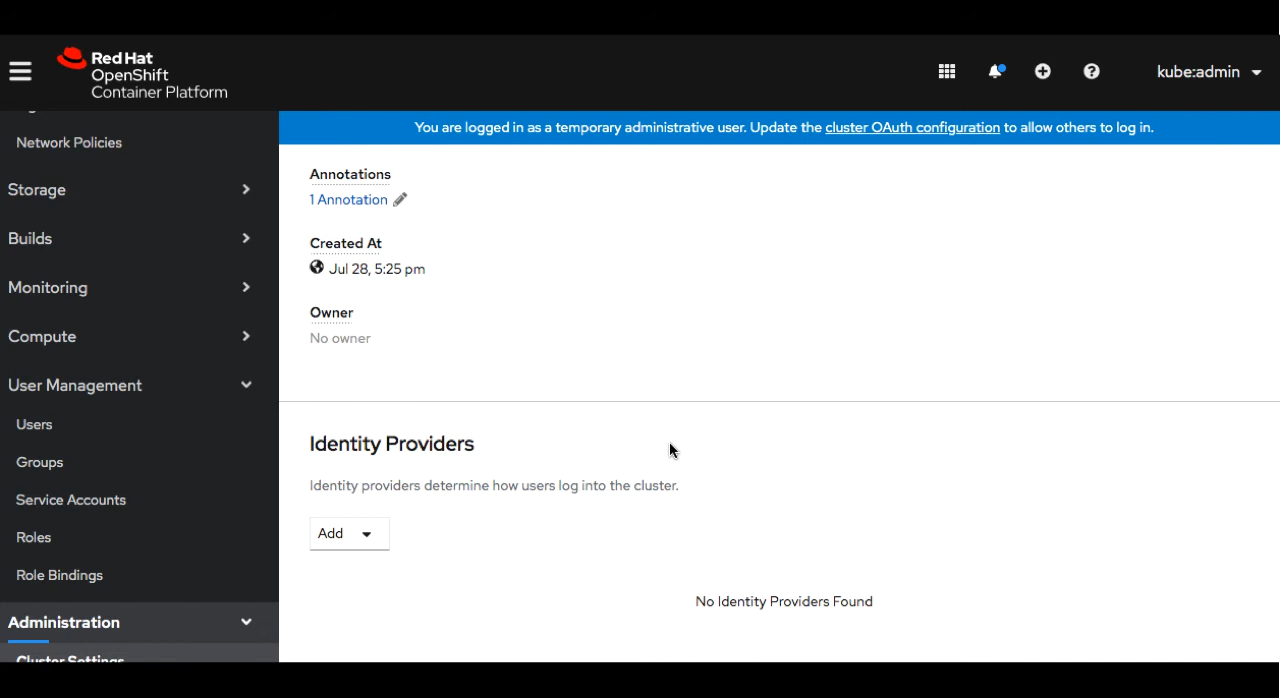 Red Hat
OpenShift
Container Platform
kube:admin
You are logged in as a temporary administrative user. Update the cluster OAuth configuration to allow others to log in.
Network Policies
Storage
Builds
Monitoring
Compute
User Management
Users
Groups
Service Accounts
Roles
Role Bindings
Administration
Cluster Settings
Annotations
1 Annotation
Created At
Jul 28, 5:25 pm
Owner
No owner
Identity Providers
Identity providers determine how users log into the cluster.
Add
No Identity Providers Found